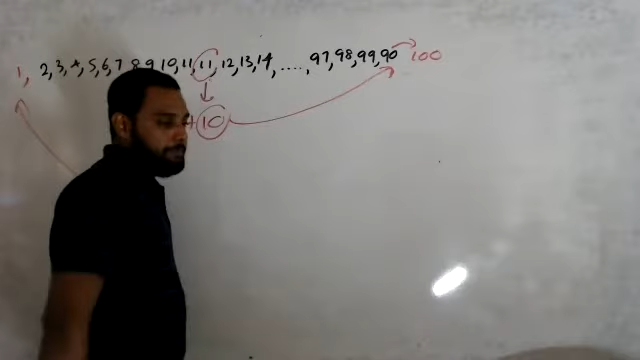 1, 2, 3, 4, 5, 6, 7 8 9 10, 11, 11, 12, 13, 14, ...., 97, 98, 99, 90 100
+10